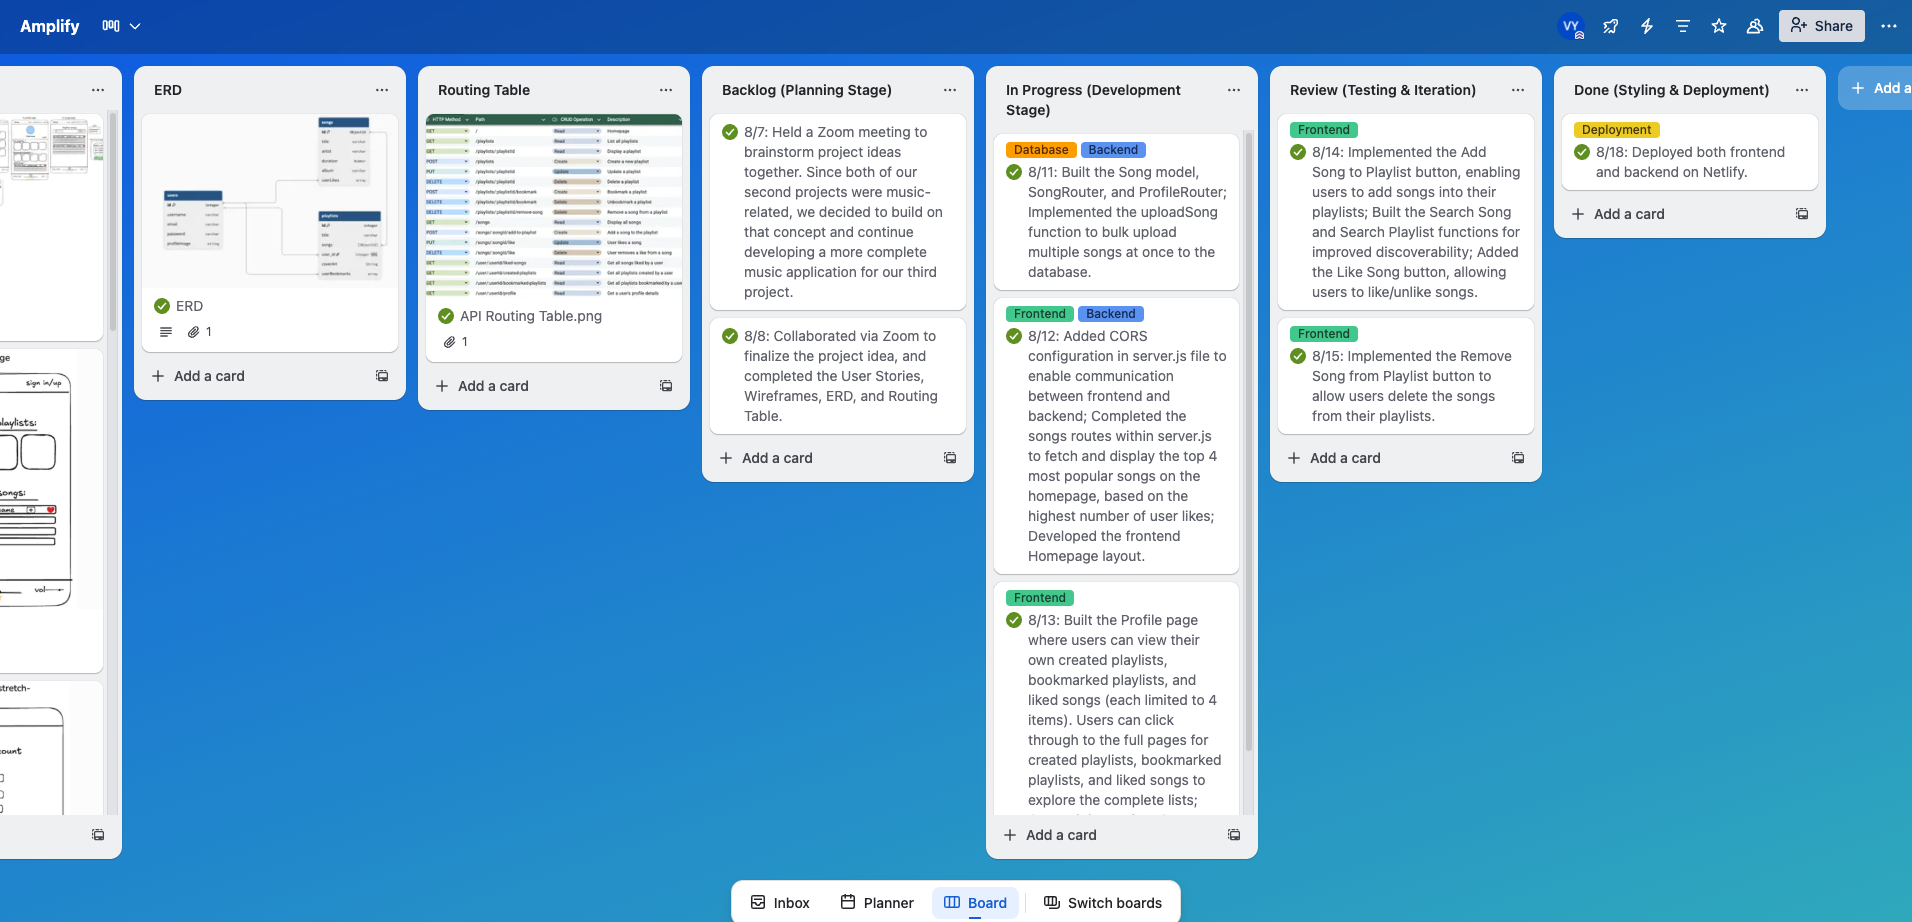 Amplify
VY
Share
sign in/up
songs:
vol
ERD
songs
users
playlists
ERD
1
Add a card
Routing Table
HTTP Method Path CRUD Operation Description
GET / Read Homepage
GET /playlists Read List all playlists
GET /playlists/:playlistId Read Display a playlist
POST /playlists Create Create a new playlist
PUT /playlists/:playlistId Update Update a playlist
DELETE /playlists/:playlistId Delete Delete a playlist
POST /playlists/:playlistId/bookmark Create Bookmark a playlist
DELETE /playlists/:playlistId/bookmark Delete Unbookmark a playlist
DELETE /playlists/:playlistId/remove-song Delete Remove a song from a playlist
GET /songs Read Display all songs
POST /songs/:songId/add-to-playlist Create Add a song to the playlist
PUT /songs/:songId/like Update User likes a song
DELETE /songs/:songId/like Delete User removes a like from a song
GET /user/:userId/liked-songs Read Get all songs liked by a user
GET /user/:userId/created-playlists Read Get all playlists created by a user
GET /user/:userId/bookmarked-playlists Read Get all playlists bookmarked by a use
GET /user/:userId/profile Read Get a user's profile details
API Routing Table.png
1
Add a card
Backlog (Planning Stage)
8/7: Held a Zoom meeting to
brainstorm project ideas
together. Since both of our
second projects were music-
related, we decided to build on
that concept and continue
developing a more complete
music application for our third
project.
8/8: Collaborated via Zoom to
finalize the project idea, and
completed the User Stories,
Wireframes, ERD, and Routing
Table.
Add a card
In Progress (Development
Stage)
Database Backend
8/11: Built the Song model,
SongRouter, and ProfileRouter;
Implemented the uploadSong
function to bulk upload
multiple songs at once to the
database.
Frontend Backend
8/12: Added CORS
configuration in server.js file to
enable communication
between frontend and
backend; Completed the
songs routes within server.js
to fetch and display the top 4
most popular songs on the
homepage, based on the
highest number of user likes;
Developed the frontend
Homepage layout.
Frontend
8/13: Built the Profile page
where users can view their
own created playlists,
bookmarked playlists, and
liked songs (each limited to 4
items). Users can click
through to the full pages for
created playlists, bookmarked
playlists, and liked songs to
explore the complete lists;
Add a card
Review (Testing & Iteration)
Frontend
8/14: Implemented the Add
Song to Playlist button, enabling
users to add songs into their
playlists; Built the Search Song
and Search Playlist functions for
improved discoverability; Added
the Like Song button, allowing
users to like/unlike songs.
Frontend
8/15: Implemented the Remove
Song from Playlist button to
allow users delete the songs
from their playlists.
Add a card
Done (Styling & Deployment)
Deployment
8/18: Deployed both frontend
and backend on Netlify.
Add a card
Add a
Inbox
Planner
Board
Switch boards